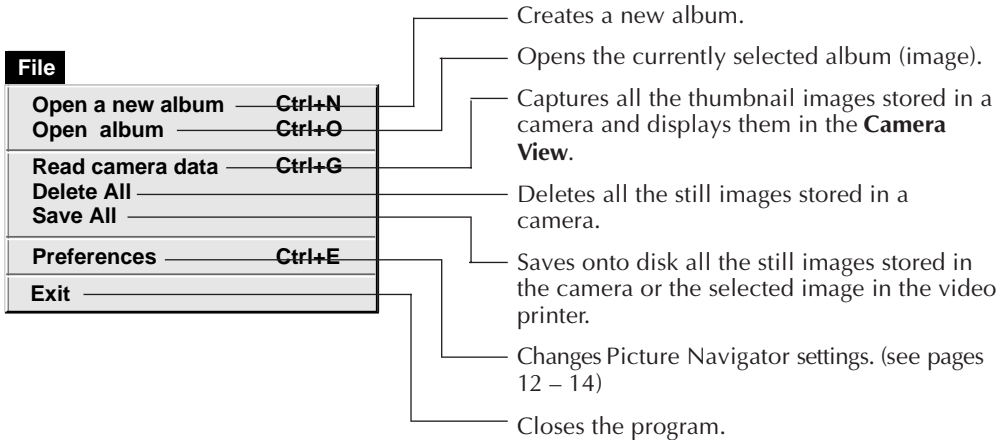 File
Open a new album Ctrl+N
Open album Ctrl+O
Read camera data Ctrl+G
Delete All
Save All
Preferences Ctrl+E
Exit
Creates a new album.
Opens the currently selected album (image).
Captures all the thumbnail images stored in a
camera and displays them in the Camera
View.
Deletes all the still images stored in a
camera.
Saves onto disk all the still images stored in
the camera or the selected image in the video
printer.
Changes Picture Navigator settings. (see pages
12 – 14)
Closes the program.